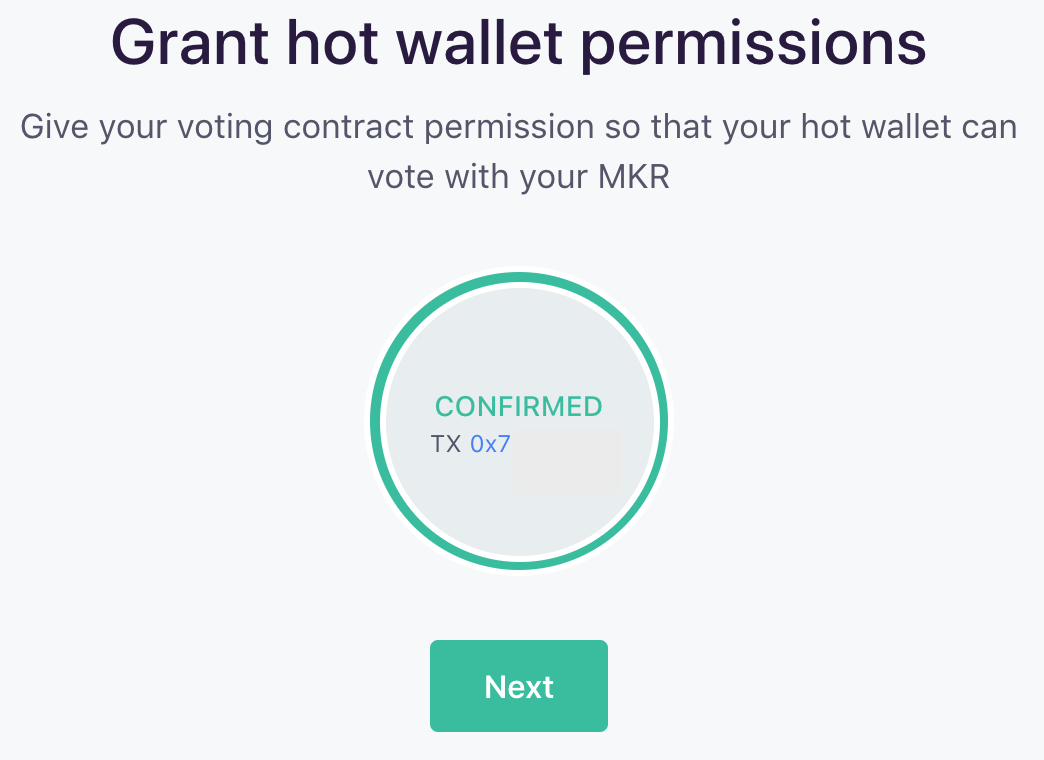 Grant hot wallet permissions
Give your voting contract permission so that your hot wallet can
vote with your MKR
CONFIRMED
TX 0x7
Next